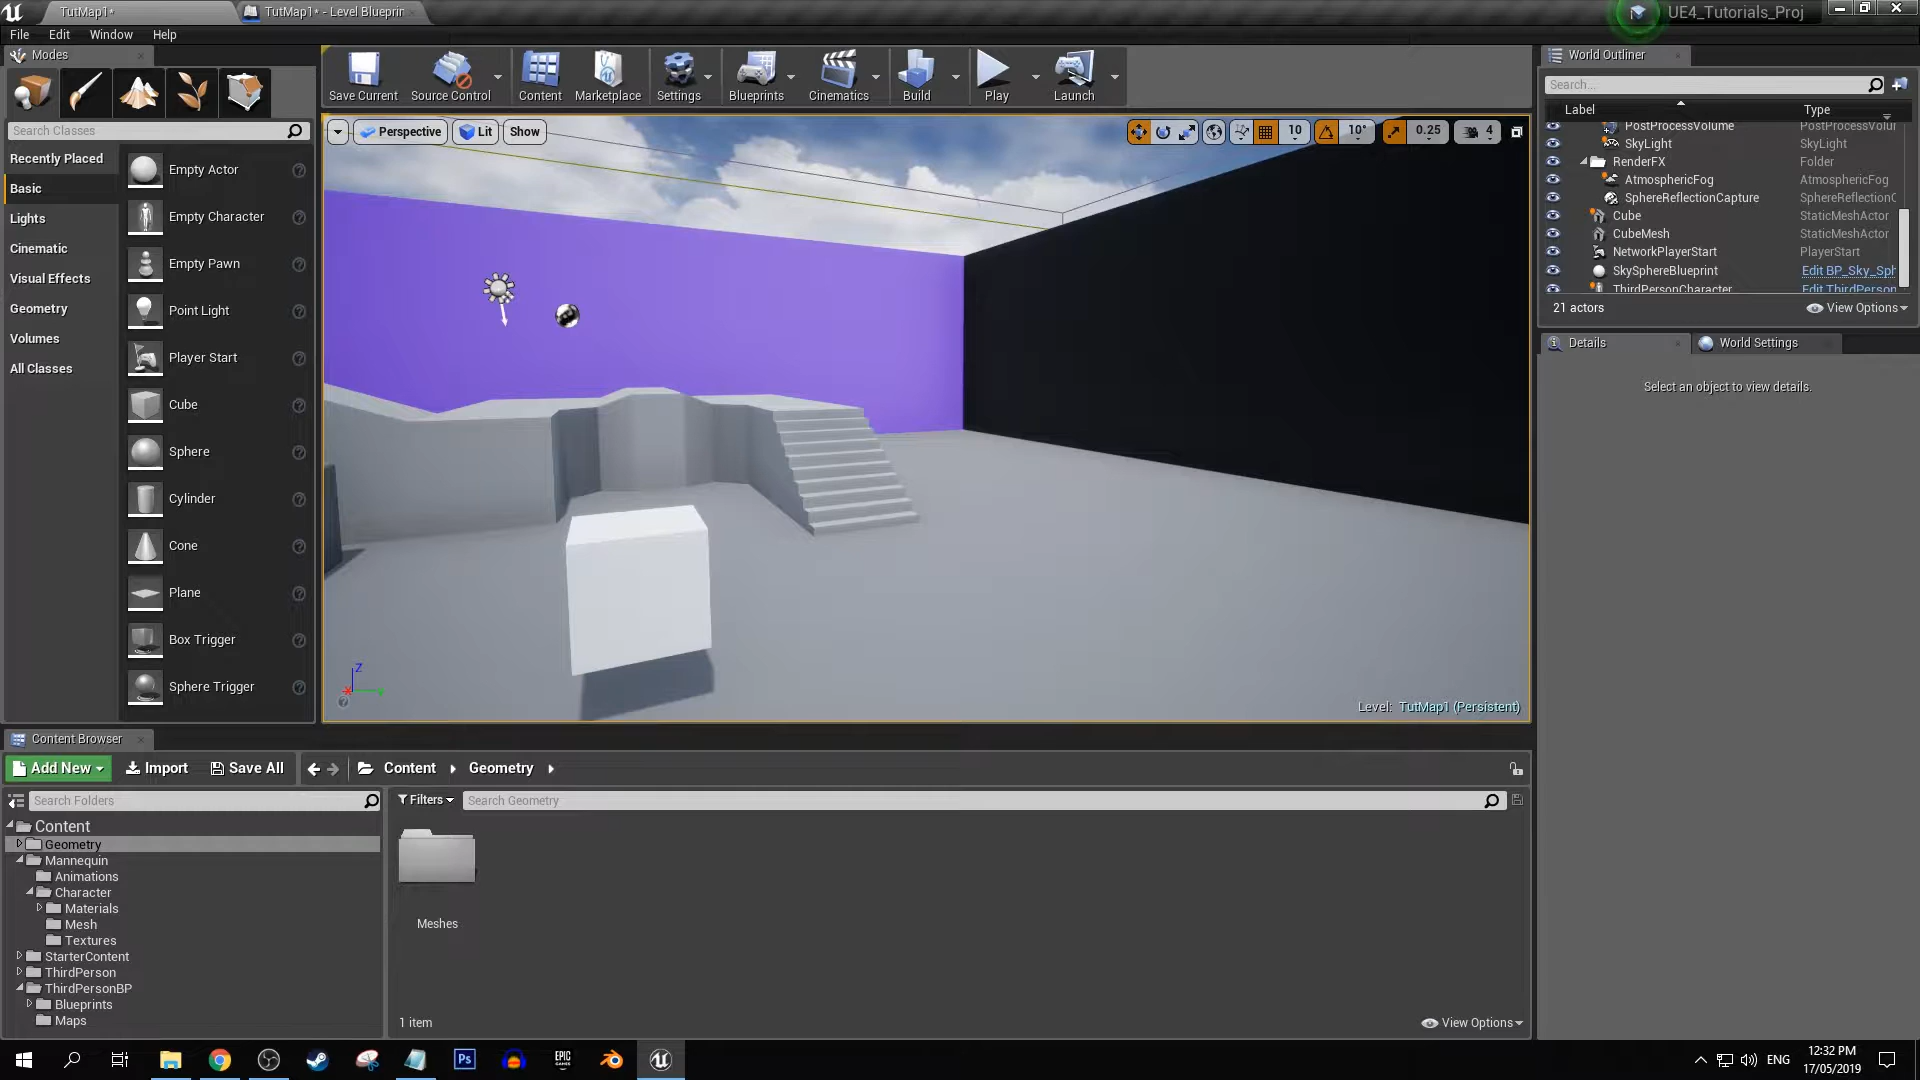 TutMap1*
TutMap1* - Level Blueprin
UE4_Tutorials_Proj
File Edit Window Help
Modes
Save Current
Source Control
Content
Marketplace
Settings
Blueprints
Cinematics
Build
Play
Launch
World Outliner
Search...
Label
Type
PostProcessVolume PostProcessVolur
SkyLight SkyLight
RenderFX Folder
AtmosphericFog AtmosphericFog
SphereReflectionCapture SphereReflectionC
Cube StaticMeshActor
CubeMesh StaticMeshActor
NetworkPlayerStart PlayerStart
SkySphereBlueprint Edit BP_Sky_Sph
ThirdPersonCharacter Edit ThirdPerson
21 actors
View Options
Details
World Settings
Select an object to view details.
Search Classes
Recently Placed
Basic
Lights
Cinematic
Visual Effects
Geometry
Volumes
All Classes
Empty Actor
Empty Character
Empty Pawn
Point Light
Player Start
Cube
Sphere
Cylinder
Cone
Plane
Box Trigger
Sphere Trigger
Perspective
Lit
Show
10
10°
0.25
4
Z
Level: TutMap1 (Persistent)
Content Browser
Add New
Import
Save All
Content
Geometry
Search Folders
Filters
Search Geometry
Content
Geometry
Mannequin
Animations
Character
Materials
Mesh
Textures
StarterContent
ThirdPerson
ThirdPersonBP
Blueprints
Maps
Meshes
1 item
View Options
Ps
EPIC
GAMES
ENG
12:32 PM
17/05/2019